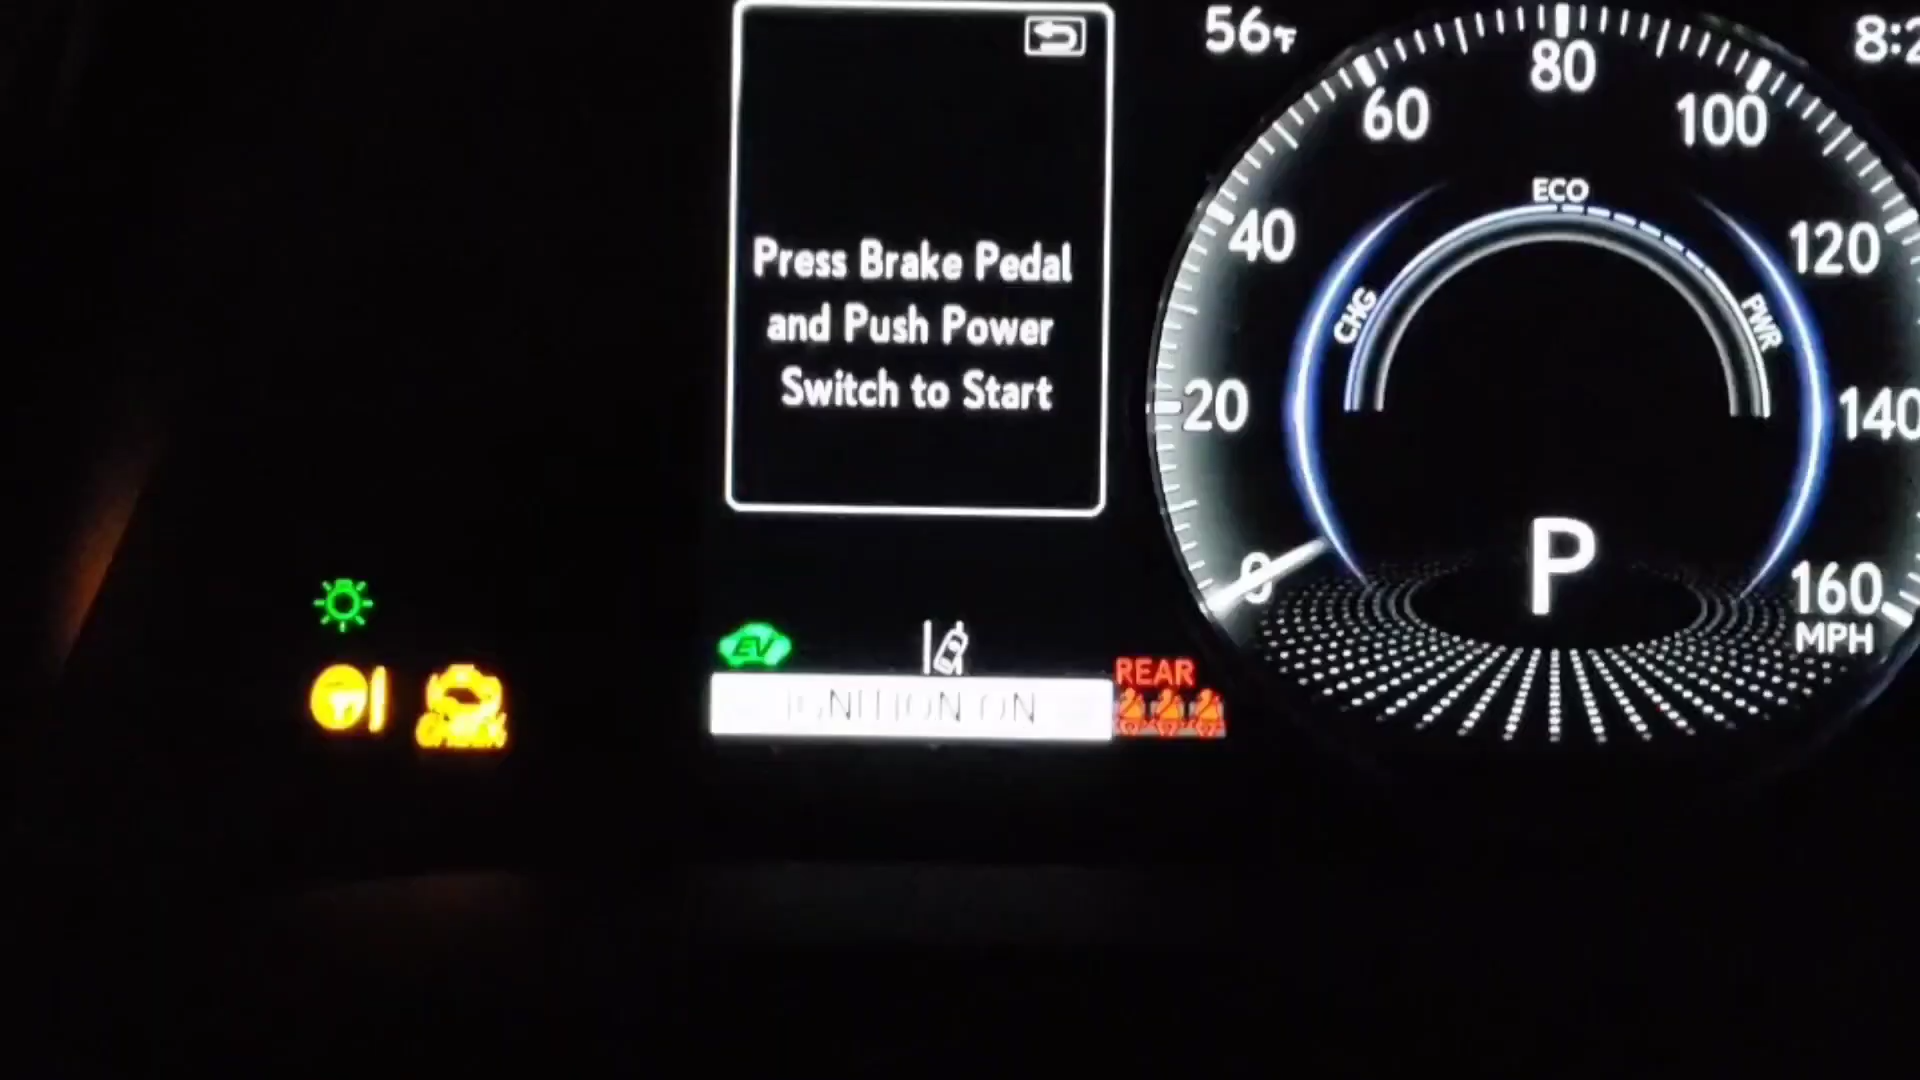 56°F
8:2
Press Brake Pedal
and Push Power
Switch to Start
0
20
40
60
80
100
120
140
160
MPH
CHG
ECO
PWR
P
EV
IGNITION ON
REAR